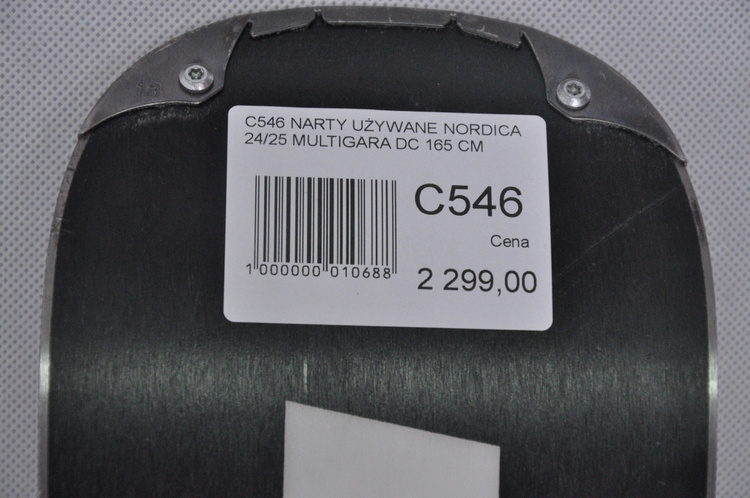 C546 NARTY UŻYWANE NORDICA
24/25 MULTIGARA DC 165 CM
C546
Cena
1 000000 010688
2 299,00